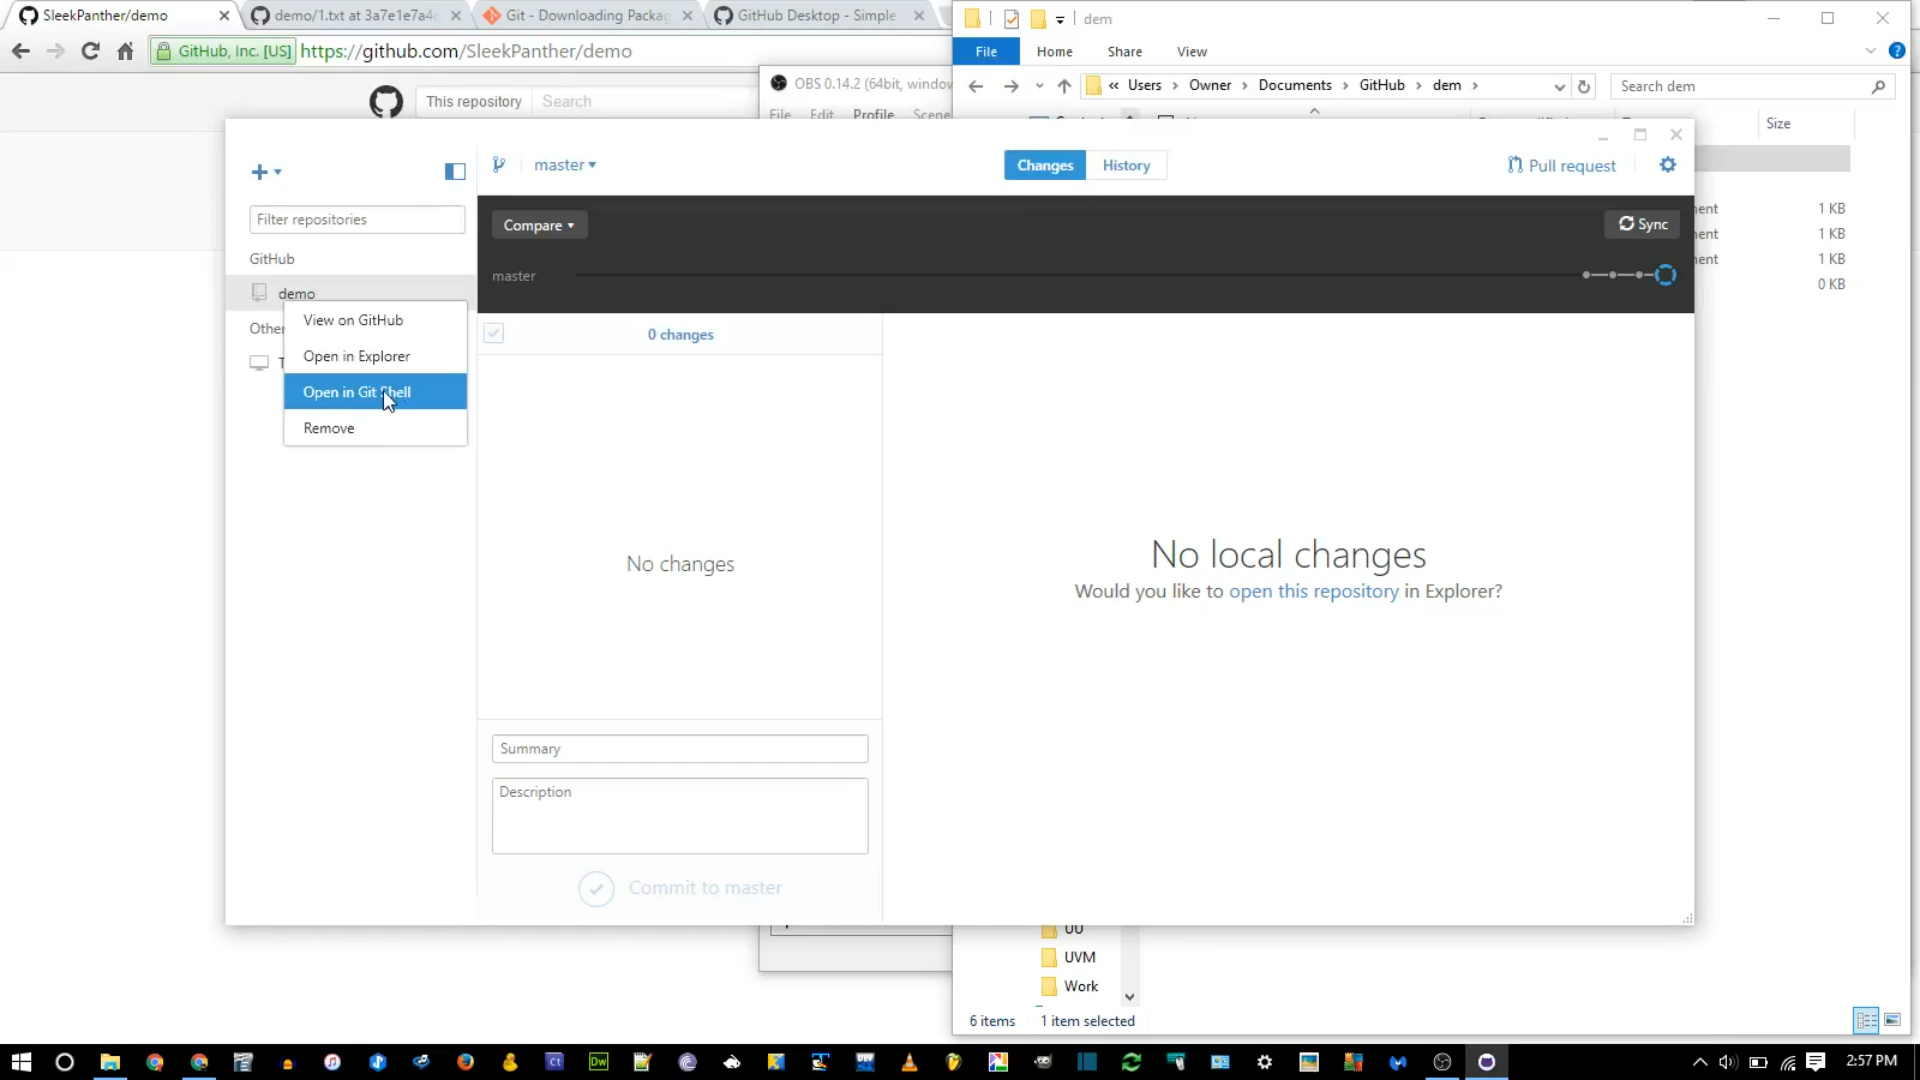 SleekPanther/demo
demo/1.txt at 3a7e1e7a4
Git - Downloading Packag
GitHub Desktop - Simple
dem
GitHub, Inc. [US] https://github.com/SleekPanther/demo
File Home Share View
« Users > Owner > Documents > GitHub > dem >
Search dem
This repository Search
OBS 0.14.2 (64bit, window
File Edit Profile Scene
Size
master
Changes History
Pull request
Filter repositories
Compare
Sync
GitHub
master
demo
View on GitHub
Other
Open in Explorer
Open in Git Shell
Remove
0 changes
ment 1 KB
ment 1 KB
ment 1 KB
0 KB
No changes
No local changes
Would you like to open this repository in Explorer?
Summary
Description
Commit to master
UU
UVM
Work
6 items 1 item selected
2:57 PM